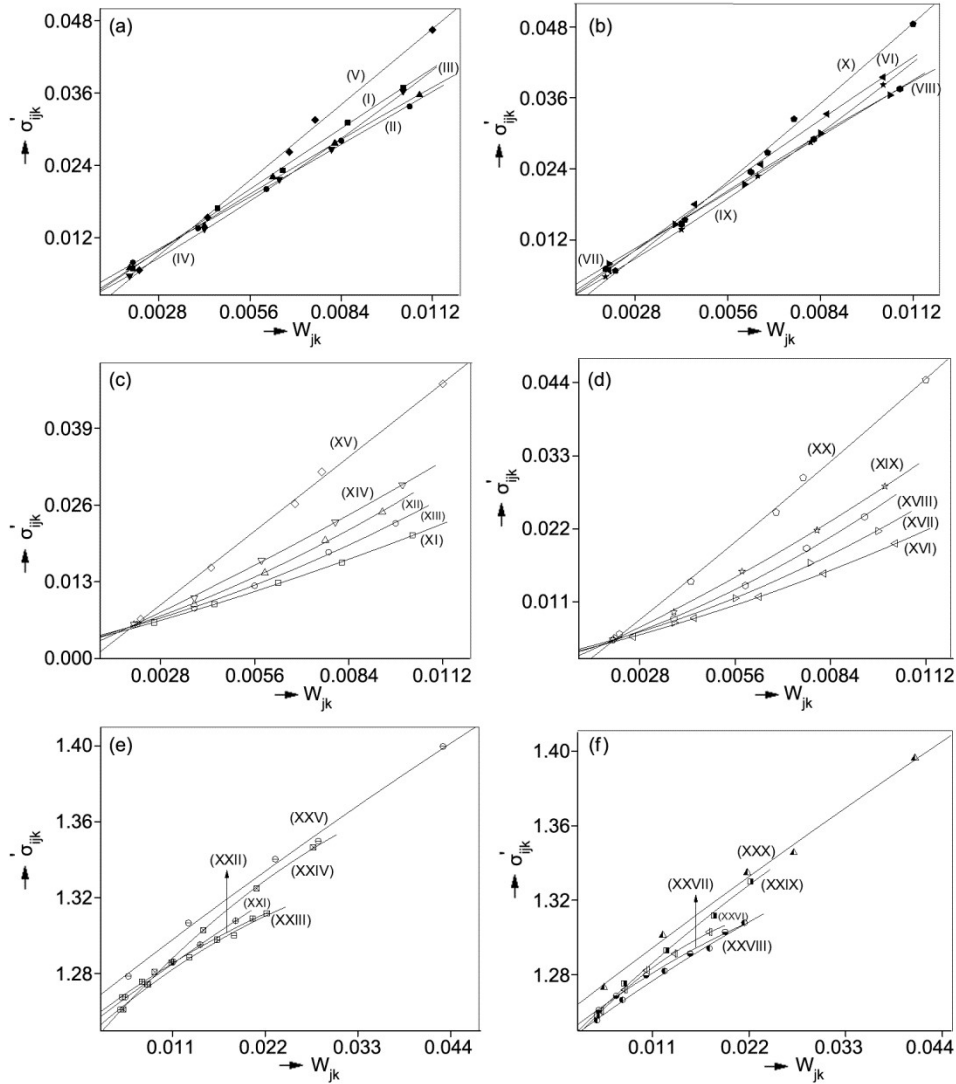 (a)
0.048
0.036
0.024
0.012
σ'ijk
(V)
(I)
(III)
(II)
(IV)
0.0028 0.0056 0.0084 0.0112
Wjk
(b)
0.048
0.036
0.024
0.012
σ'ijk
(X)
(VI)
(VIII)
(IX)
(VII)
0.0028 0.0056 0.0084 0.0112
Wjk
(c)
0.039
0.026
0.013
0.000
σ'ijk
(XV)
(XIV)
(XII)
(XIII)
(XI)
0.0028 0.0056 0.0084 0.0112
Wjk
(d)
0.044
0.033
0.022
0.011
σ'ijk
(XX)
(XIX)
(XVIII)
(XVII)
(XVI)
0.0028 0.0056 0.0084 0.0112
Wjk
(e)
1.40
1.36
1.32
1.28
σ'ijk
(XXV)
(XXII)
(XXIV)
(XXI)
(XXIII)
0.011 0.022 0.033 0.044
Wjk
(f)
1.40
1.36
1.32
1.28
σ'ijk
(XXX)
(XXVII)
(XXIX)
(XXVI)
(XXVIII)
0.011 0.022 0.033 0.044
Wjk